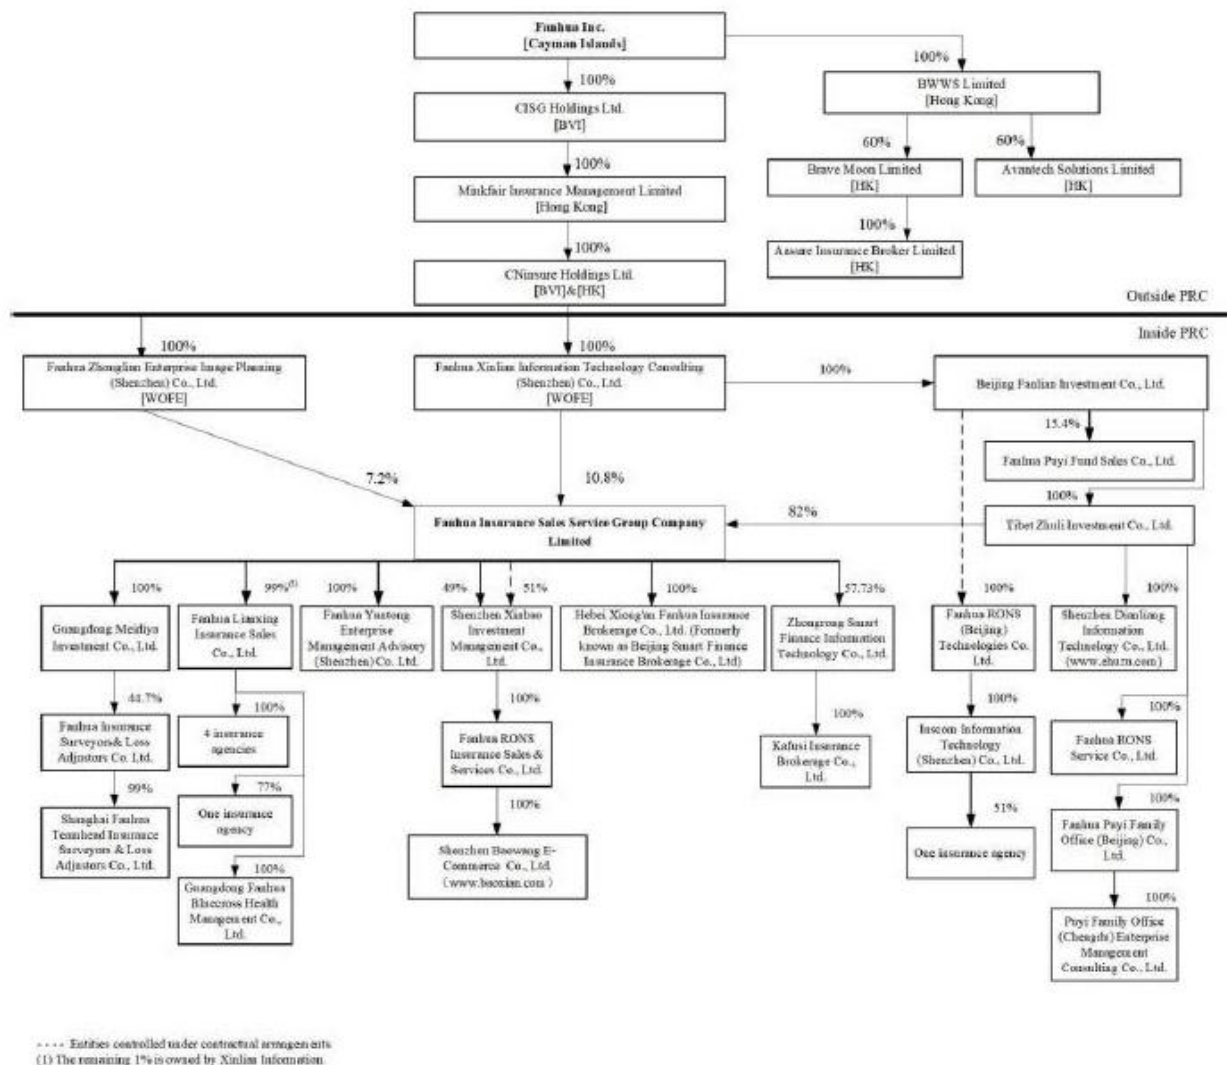 Fanhua Inc.
[Cayman Islands]
100%
100%
CISG Holdings Ltd.
[BVI]
BWWS Limited
[Hong Kong]
100%
60%
60%
Minkfair Insurance Management Limited
[Hong Kong]
Brave Moon Limited
[HK]
Avantech Solutions Limited
[HK]
100%
100%
CNinsure Holdings Ltd.
[BVI]&[HK]
Aasure Insurance Broker Limited
[HK]
Outside PRC
Inside PRC
100%
100%
Fanhua Zhonglian Enterprise Image Planning
(Shenzhen) Co., Ltd.
[WOFE]
Fanhua Xinlian Information Technology Consulting
(Shenzhen) Co., Ltd.
[WOFE]
100%
Beijing Fanlian Investment Co., Ltd.
15.4%
Fanhua Puyi Fund Sales Co., Ltd.
7.2%
10.8%
100%
Fanhua Insurance Sales Service Group Company
Limited
82%
Tibet Zhuli Investment Co., Ltd.
100%
99%(1)
100%
49%
51%
100%
57.73%
100%
100%
Guangdong Meidiya
Investment Co., Ltd.
Fanhua Lianxing
Insurance Sales
Co., Ltd.
Fanhua Yuntong
Enterprise
Management Advisory
(Shenzhen) Co. Ltd.
Shenzhen Xinbao
Investment
Management Co.,
Ltd.
Hebei Xiong'an Fanhua Insurance
Brokerage Co., Ltd. (Formerly
known as Beijing Smart Finance
Insurance Brokerage Co., Ltd)
Zhongrong Smart
Finance Information
Technology Co., Ltd.
Fanhua RONS
(Beijing)
Technologies Co.
Ltd.
Shenzhen Dianliang
Information
Technology Co., Ltd.
(www.ehuzu.com)
44.7%
100%
100%
100%
100%
100%
Fanhua Insurance
Surveyors& Loss
Adjustors Co. Ltd.
4 insurance
agencies
Fanhua RONS
Insurance Sales &
Services Co., Ltd.
Kafusi Insurance
Brokerage Co.,
Ltd.
Inscom Information
Technology
(Shenzhen) Co., Ltd.
Fanhua RONS
Service Co., Ltd.
99%
77%
100%
51%
100%
Shanghai Fanhua
Teamhead Insurance
Surveyors & Loss
Adjustors Co., Ltd.
One insurance
agency
Shenzhen Baowang E-
Commerce Co., Ltd.
(www.baoxian.com )
One insurance agency
Fanhua Puyi Family
Office (Beijing) Co.,
Ltd.
100%
Guangdong Fanhua
Bluecross Health
Management Co.,
Ltd.
100%
Puyi Family Office
(Chengdu) Enterprise
Management
Consulting Co., Ltd.
---- Entities controlled under contractual arrangements
(1) The remaining 1% is owned by Xinlian Information